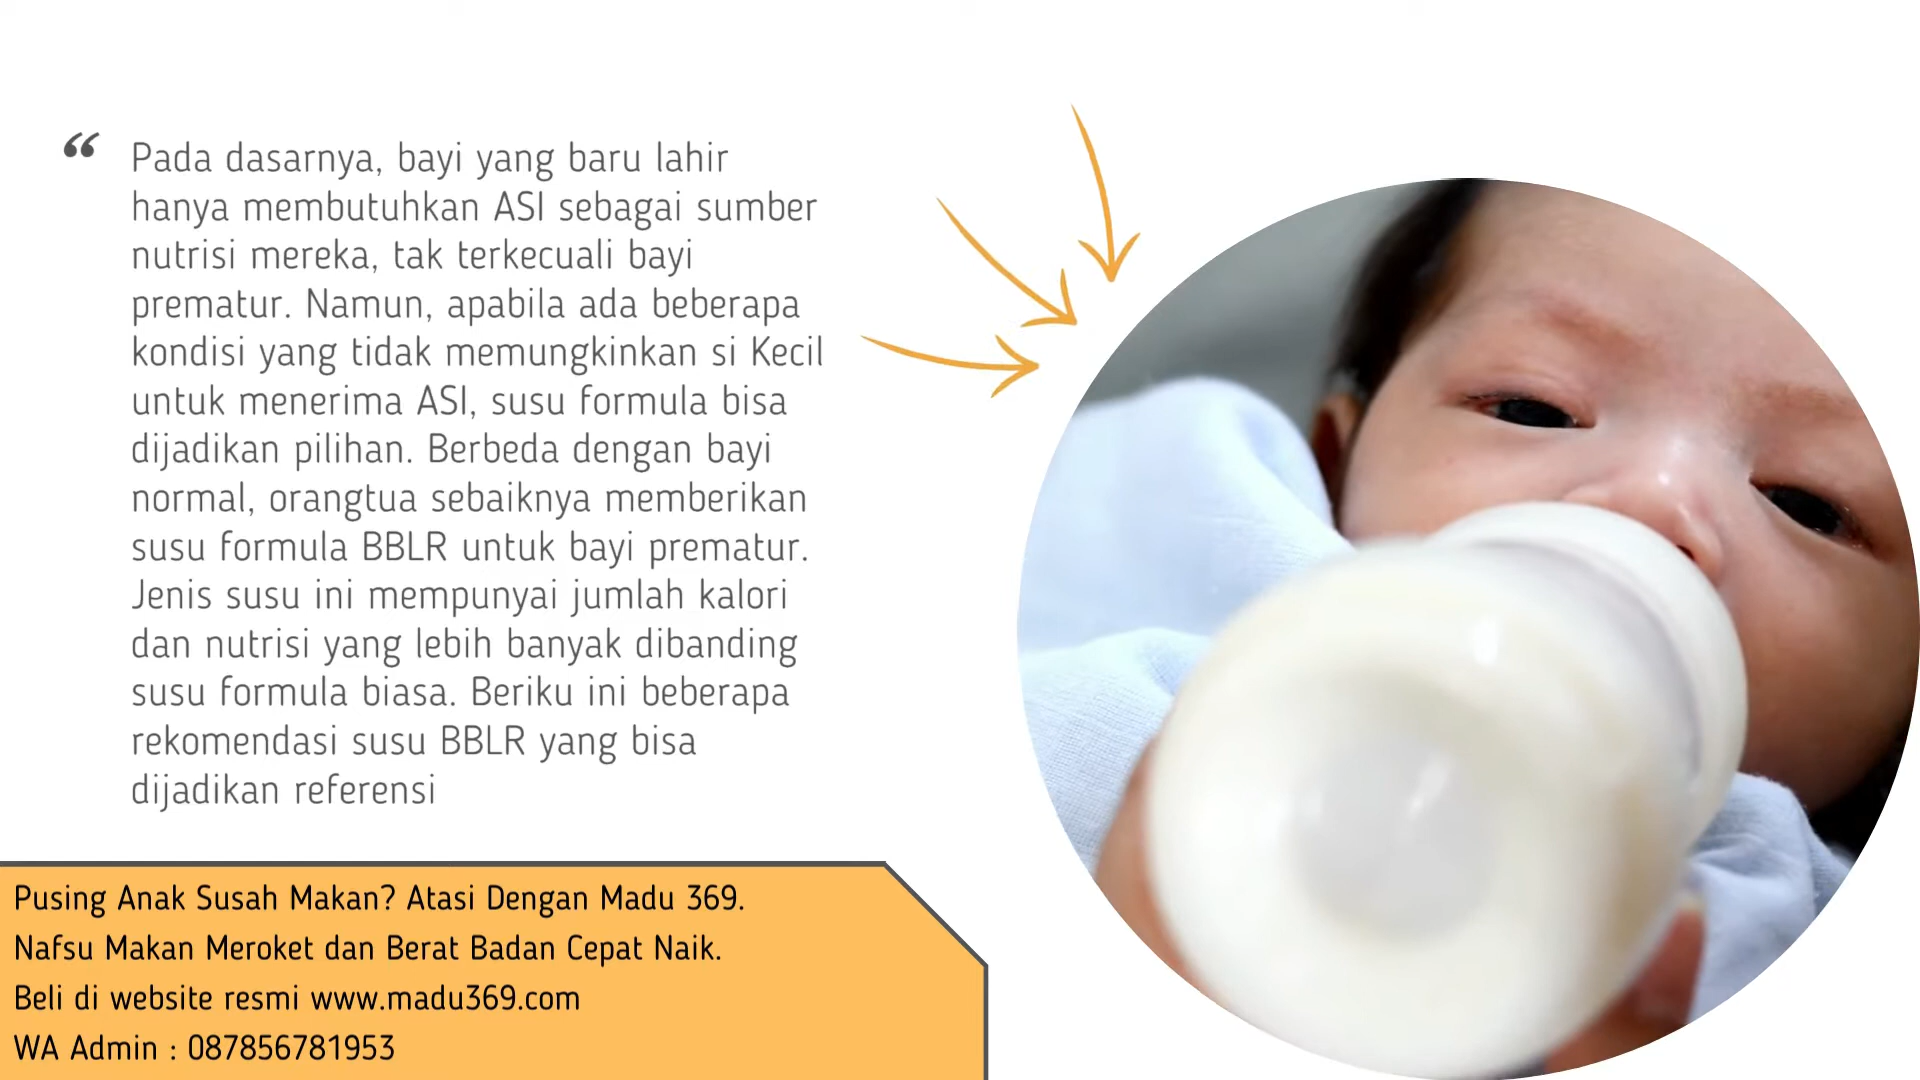 “ Pada dasarnya, bayi yang baru lahir
hanya membutuhkan ASI sebagai sumber
nutrisi mereka, tak terkecuali bayi
prematur. Namun, apabila ada beberapa
kondisi yang tidak memungkinkan si Kecil
untuk menerima ASI, susu formula bisa
dijadikan pilihan. Berbeda dengan bayi
normal, orangtua sebaiknya memberikan
susu formula BBLR untuk bayi prematur.
Jenis susu ini mempunyai jumlah kalori
dan nutrisi yang lebih banyak dibanding
susu formula biasa. Beriku ini beberapa
rekomendasi susu BBLR yang bisa
dijadikan referensi
Pusing Anak Susah Makan? Atasi Dengan Madu 369.
Nafsu Makan Meroket dan Berat Badan Cepat Naik.
Beli di website resmi www.madu369.com
WA Admin : 087856781953